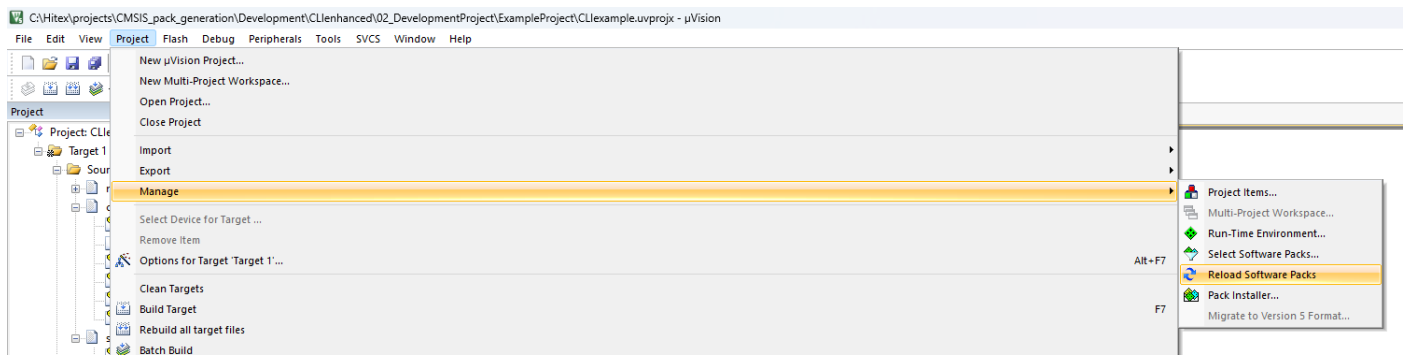 C:\Hitex\projects\CMSIS_pack_generation\Development\CLIenhanced\02_DevelopmentProject\ExampleProject\CLIexample.uvprojx - µVision
File Edit View Project Flash Debug Peripherals Tools SVCS Window Help
New µVision Project...
New Multi-Project Workspace...
Open Project...
Close Project
Project
Project: CLIe
Target 1
Sour
Import
Export
Manage
Select Device for Target ...
Remove Item
Options for Target 'Target 1'... Alt+F7
Clean Targets
Build Target F7
Rebuild all target files
Batch Build
Project Items...
Multi-Project Workspace...
Run-Time Environment...
Select Software Packs...
Reload Software Packs
Pack Installer...
Migrate to Version 5 Format...